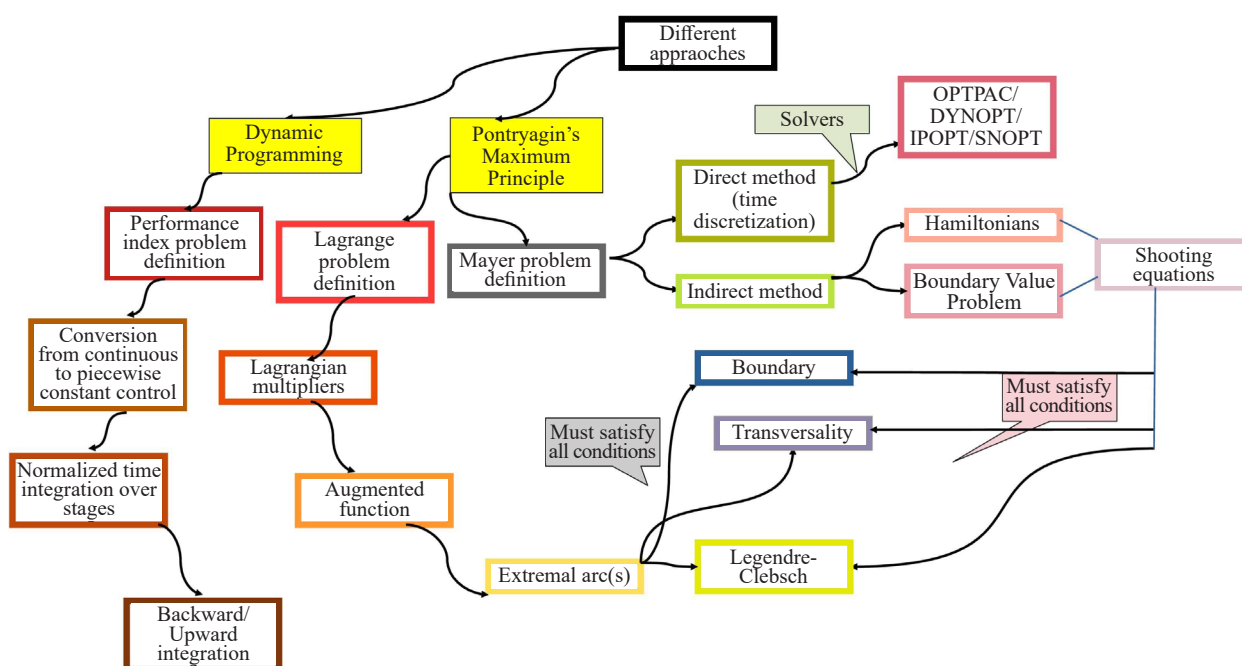 Different
appraoches
Dynamic
Programming
Pontryagin's
Maximum
Principle
Solvers
OPTPAC/
DYNOPT/
IPOPT/SNOPT
Performance
index problem
definition
Lagrange
problem
definition
Mayer problem
definition
Direct method
(time
discretization)
Indirect method
Hamiltonians
Boundary Value
Problem
Shooting
equations
Conversion
from continuous
to piecewise
constant control
Lagrangian
multipliers
Boundary
Must satisfy
all conditions
Transversality
Must satisfy
all conditions
Normalized time
integration over
stages
Augmented
function
Extremal arc(s)
Legendre-
Clebsch
Backward/
Upward
integration